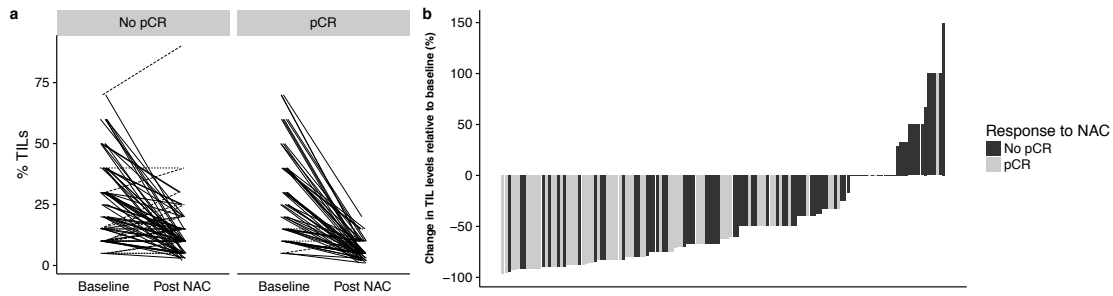 a
No pCR
pCR
% TILs
75
50
25
0
Baseline
Post NAC
Baseline
Post NAC
b
Change in TIL levels relative to baseline (%)
150
100
50
0
−50
−100
Response to NAC
No pCR
pCR